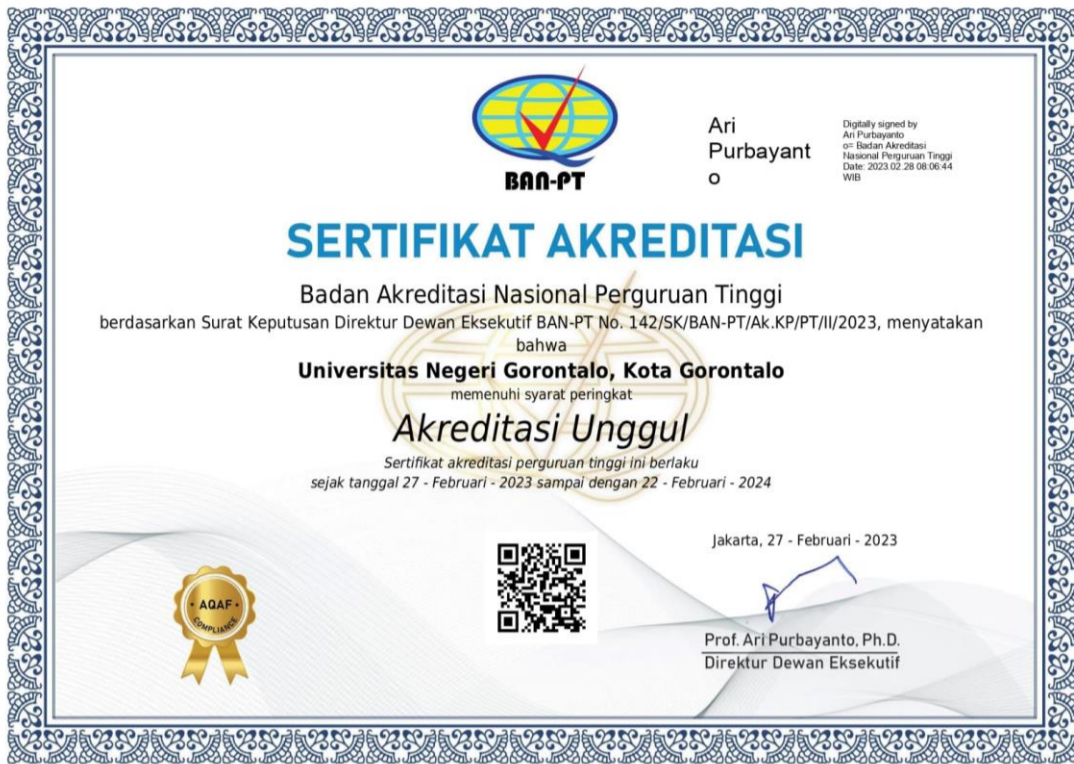 BAN-PT
Ari
Purbayant
o
Digitally signed by
Ari Purbayanto
o= Badan Akreditasi
Nasional Perguruan Tinggi
Date: 2023.02.28 08:06:44
WIB
SERTIFIKAT AKREDITASI
Badan Akreditasi Nasional Perguruan Tinggi
berdasarkan Surat Keputusan Direktur Dewan Eksekutif BAN-PT No. 142/SK/BAN-PT/Ak.KP/PT/II/2023, menyatakan
bahwa
Universitas Negeri Gorontalo, Kota Gorontalo
memenuhi syarat peringkat
Akreditasi Unggul
Sertifikat akreditasi perguruan tinggi ini berlaku
sejak tanggal 27 - Februari - 2023 sampai dengan 22 - Februari - 2024
Jakarta, 27 - Februari - 2023
AQAF
COMPLIANCE
Prof. Ari Purbayanto, Ph.D.
Direktur Dewan Eksekutif